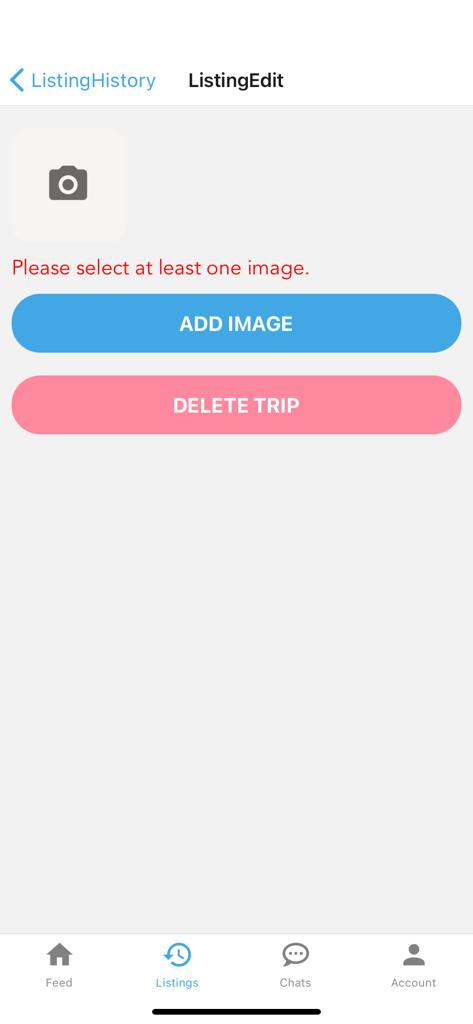 ListingHistory ListingEdit
Please select at least one image.
ADD IMAGE
DELETE TRIP
Feed Listings Chats Account